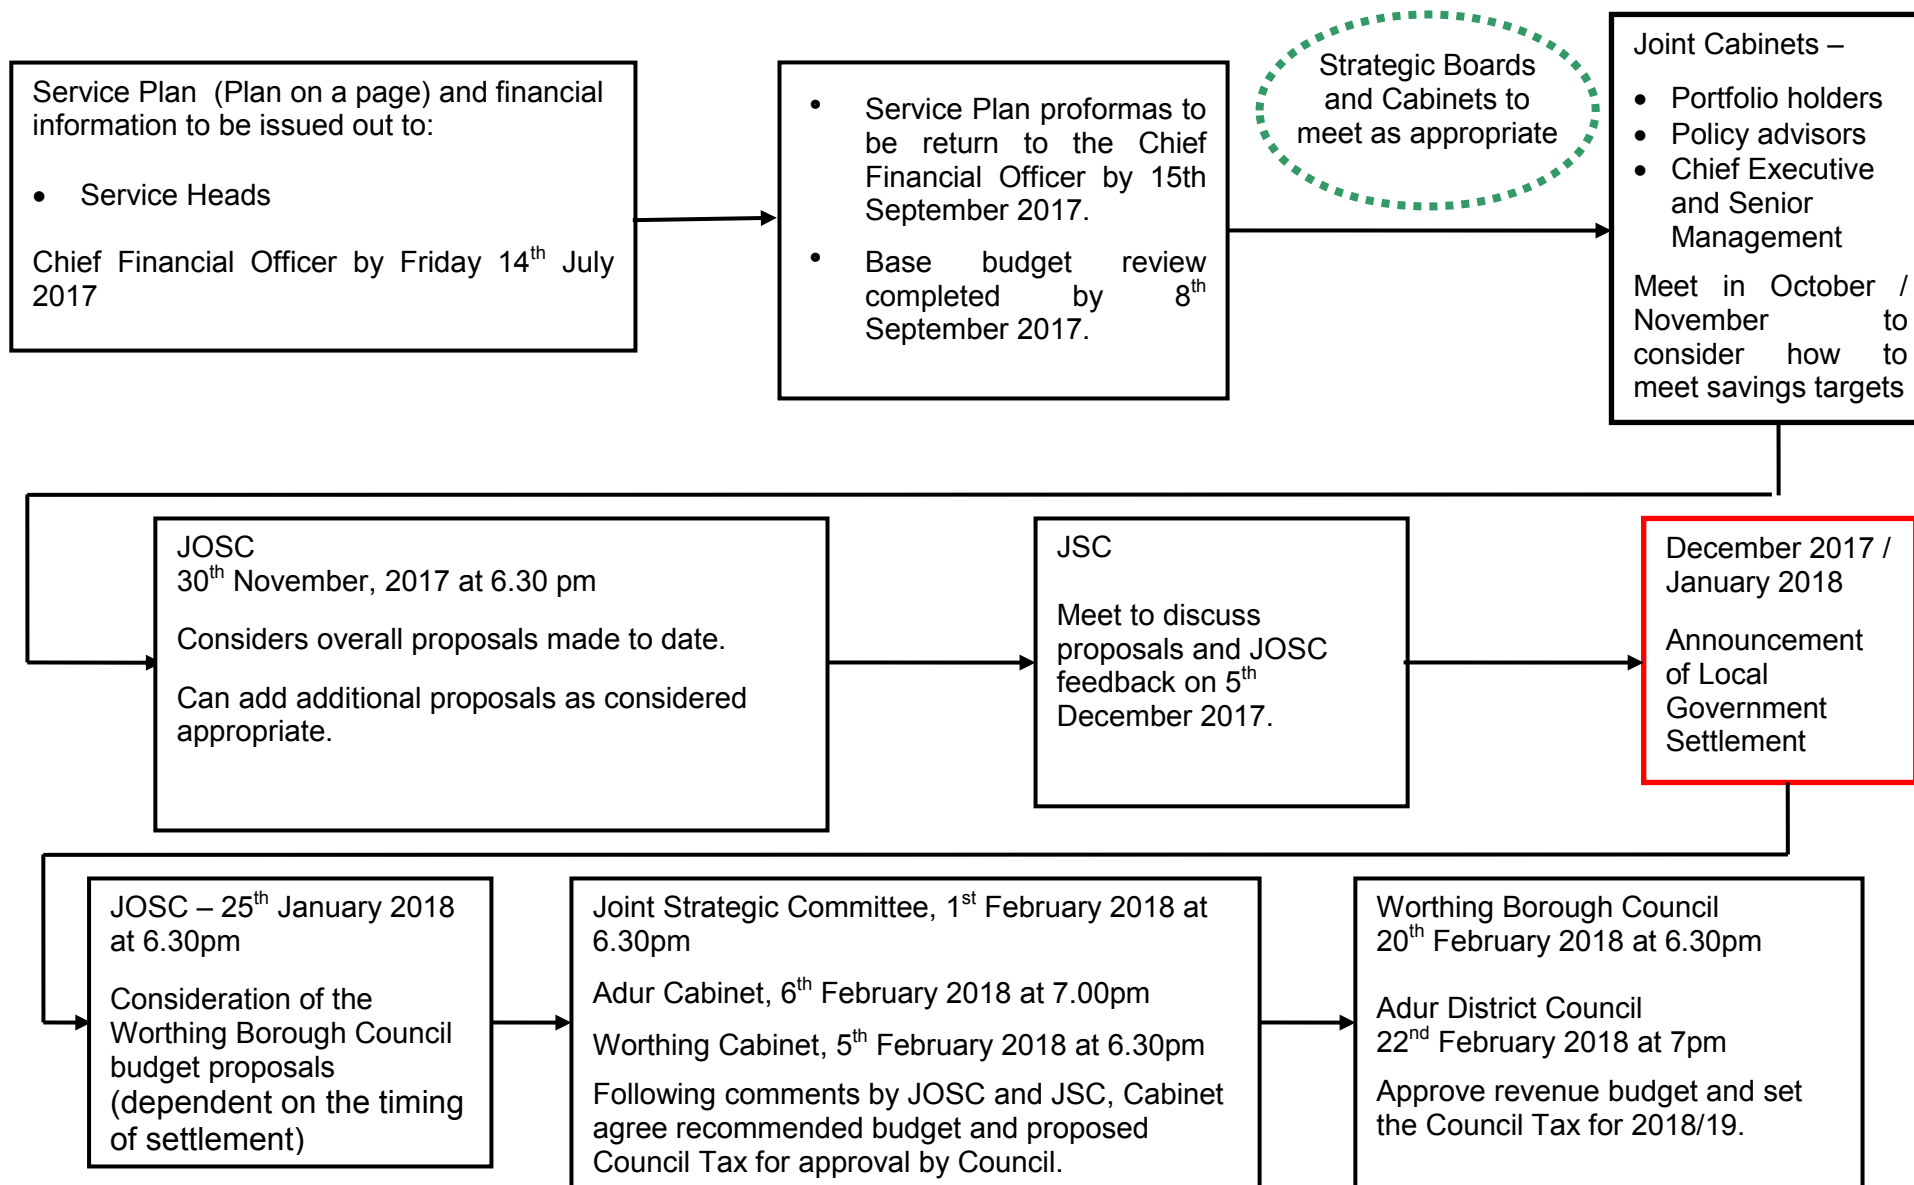 Service Plan (Plan on a page) and financial
information to be issued out to:
• Service Heads
Chief Financial Officer by Friday 14th July
2017
• Service Plan proformas to
be return to the Chief
Financial Officer by 15th
September 2017.
• Base budget review
completed by 8th
September 2017.
Strategic Boards
and Cabinets to
meet as appropriate
Joint Cabinets –
• Portfolio holders
• Policy advisors
• Chief Executive
and Senior
Management
Meet in October /
November to
consider how to
meet savings targets
JOSC
30th November, 2017 at 6.30 pm
Considers overall proposals made to date.
Can add additional proposals as considered
appropriate.
JSC
Meet to discuss
proposals and JOSC
feedback on 5th
December 2017.
December 2017 /
January 2018
Announcement
of Local
Government
Settlement
JOSC – 25th January 2018
at 6.30pm
Consideration of the
Worthing Borough Council
budget proposals
(dependent on the timing
of settlement)
Joint Strategic Committee, 1st February 2018 at
6.30pm
Adur Cabinet, 6th February 2018 at 7.00pm
Worthing Cabinet, 5th February 2018 at 6.30pm
Following comments by JOSC and JSC, Cabinet
agree recommended budget and proposed
Council Tax for approval by Council.
Worthing Borough Council
20th February 2018 at 6.30pm
Adur District Council
22nd February 2018 at 7pm
Approve revenue budget and set
the Council Tax for 2018/19.